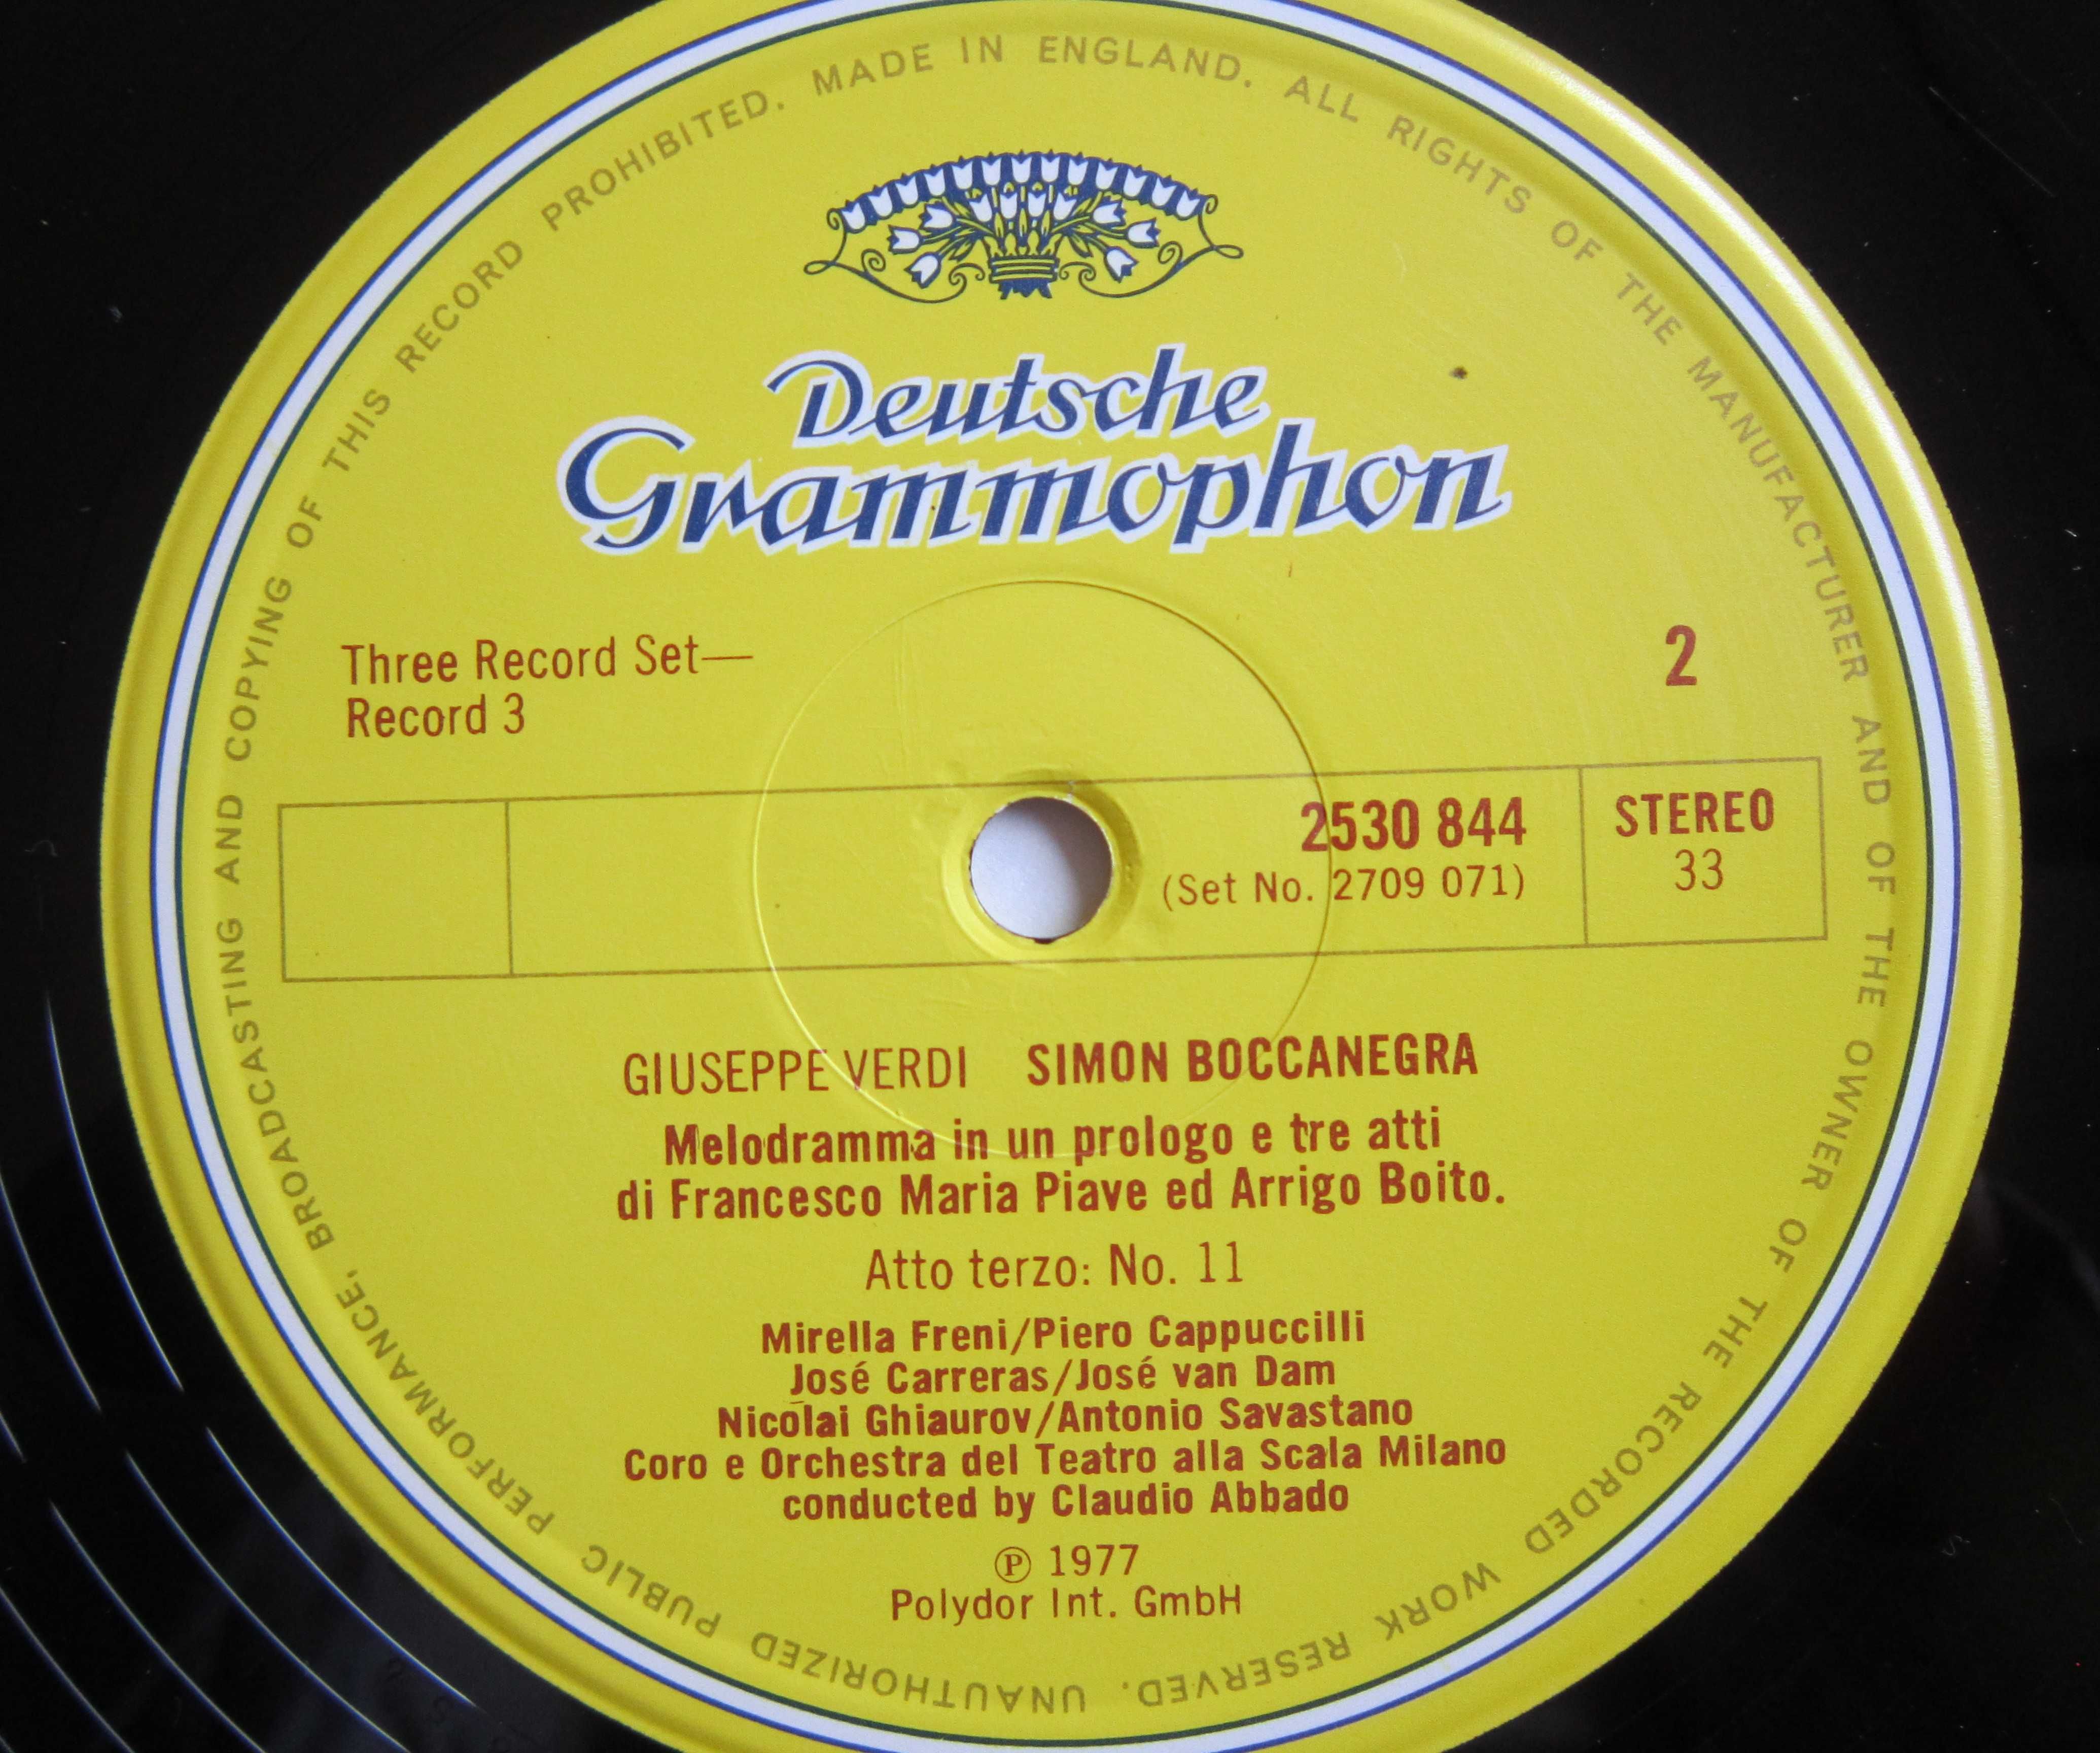 MADE IN ENGLAND. ALL RIGHTS OF THE MANUFACTURER AND OF THE OWNER OF THE RECORDED WORK RESERVED. UNAUTHORIZED PUBLIC PERFORMANCE, BROADCASTING AND COPYING OF THIS RECORD PROHIBITED.
Deutsche
Grammophon
Three Record Set—
Record 3
2
2530 844
(Set No. 2709 071)
STEREO
33
GIUSEPPE VERDI SIMON BOCCANEGRA
Melodramma in un prologo e tre atti
di Francesco Maria Piave ed Arrigo Boito.
Atto terzo: No. 11
Mirella Freni/Piero Cappuccilli
José Carreras/José van Dam
Nicolai Ghiaurov/Antonio Savastano
Coro e Orchestra del Teatro alla Scala Milano
conducted by Claudio Abbado
℗ 1977
Polydor Int. GmbH